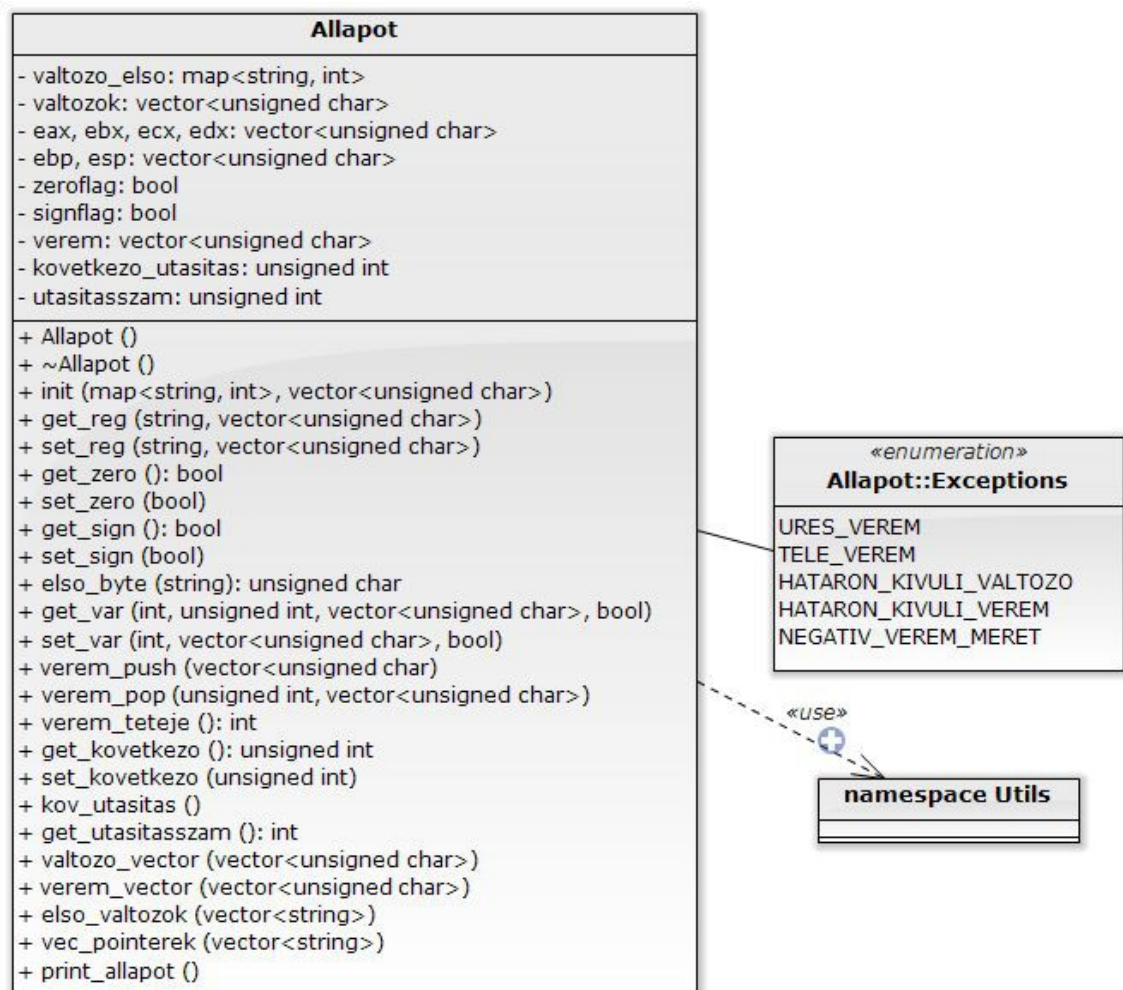 Allapot
- valtozo_elso: map<string, int>
- valtozok: vector<unsigned char>
- eax, ebx, ecx, edx: vector<unsigned char>
- ebp, esp: vector<unsigned char>
- zeroflag: bool
- signflag: bool
- verem: vector<unsigned char>
- kovetkezo_utasitas: unsigned int
- utasitasszam: unsigned int
+ Allapot ()
+ ~Allapot ()
+ init (map<string, int>, vector<unsigned char>)
+ get_reg (string, vector<unsigned char>)
+ set_reg (string, vector<unsigned char>)
+ get_zero (): bool
+ set_zero (bool)
+ get_sign (): bool
+ set_sign (bool)
+ elso_byte (string): unsigned char
+ get_var (int, unsigned int, vector<unsigned char>, bool)
+ set_var (int, vector<unsigned char>, bool)
+ verem_push (vector<unsigned char)
+ verem_pop (unsigned int, vector<unsigned char>)
+ verem_teteje (): int
+ get_kovetkezo (): unsigned int
+ set_kovetkezo (unsigned int)
+ kov_utasitas ()
+ get_utasitasszam (): int
+ valtozo_vector (vector<unsigned char>)
+ verem_vector (vector<unsigned char>)
+ elso_valtozok (vector<string>)
+ vec_pointerek (vector<string>)
+ print_allapot ()
«enumeration»
Allapot::Exceptions
URES_VEREM
TELE_VEREM
HATARON_KIVULI_VALTOZO
HATARON_KIVULI_VEREM
NEGATIV_VEREM_MERET
«use»
namespace Utils